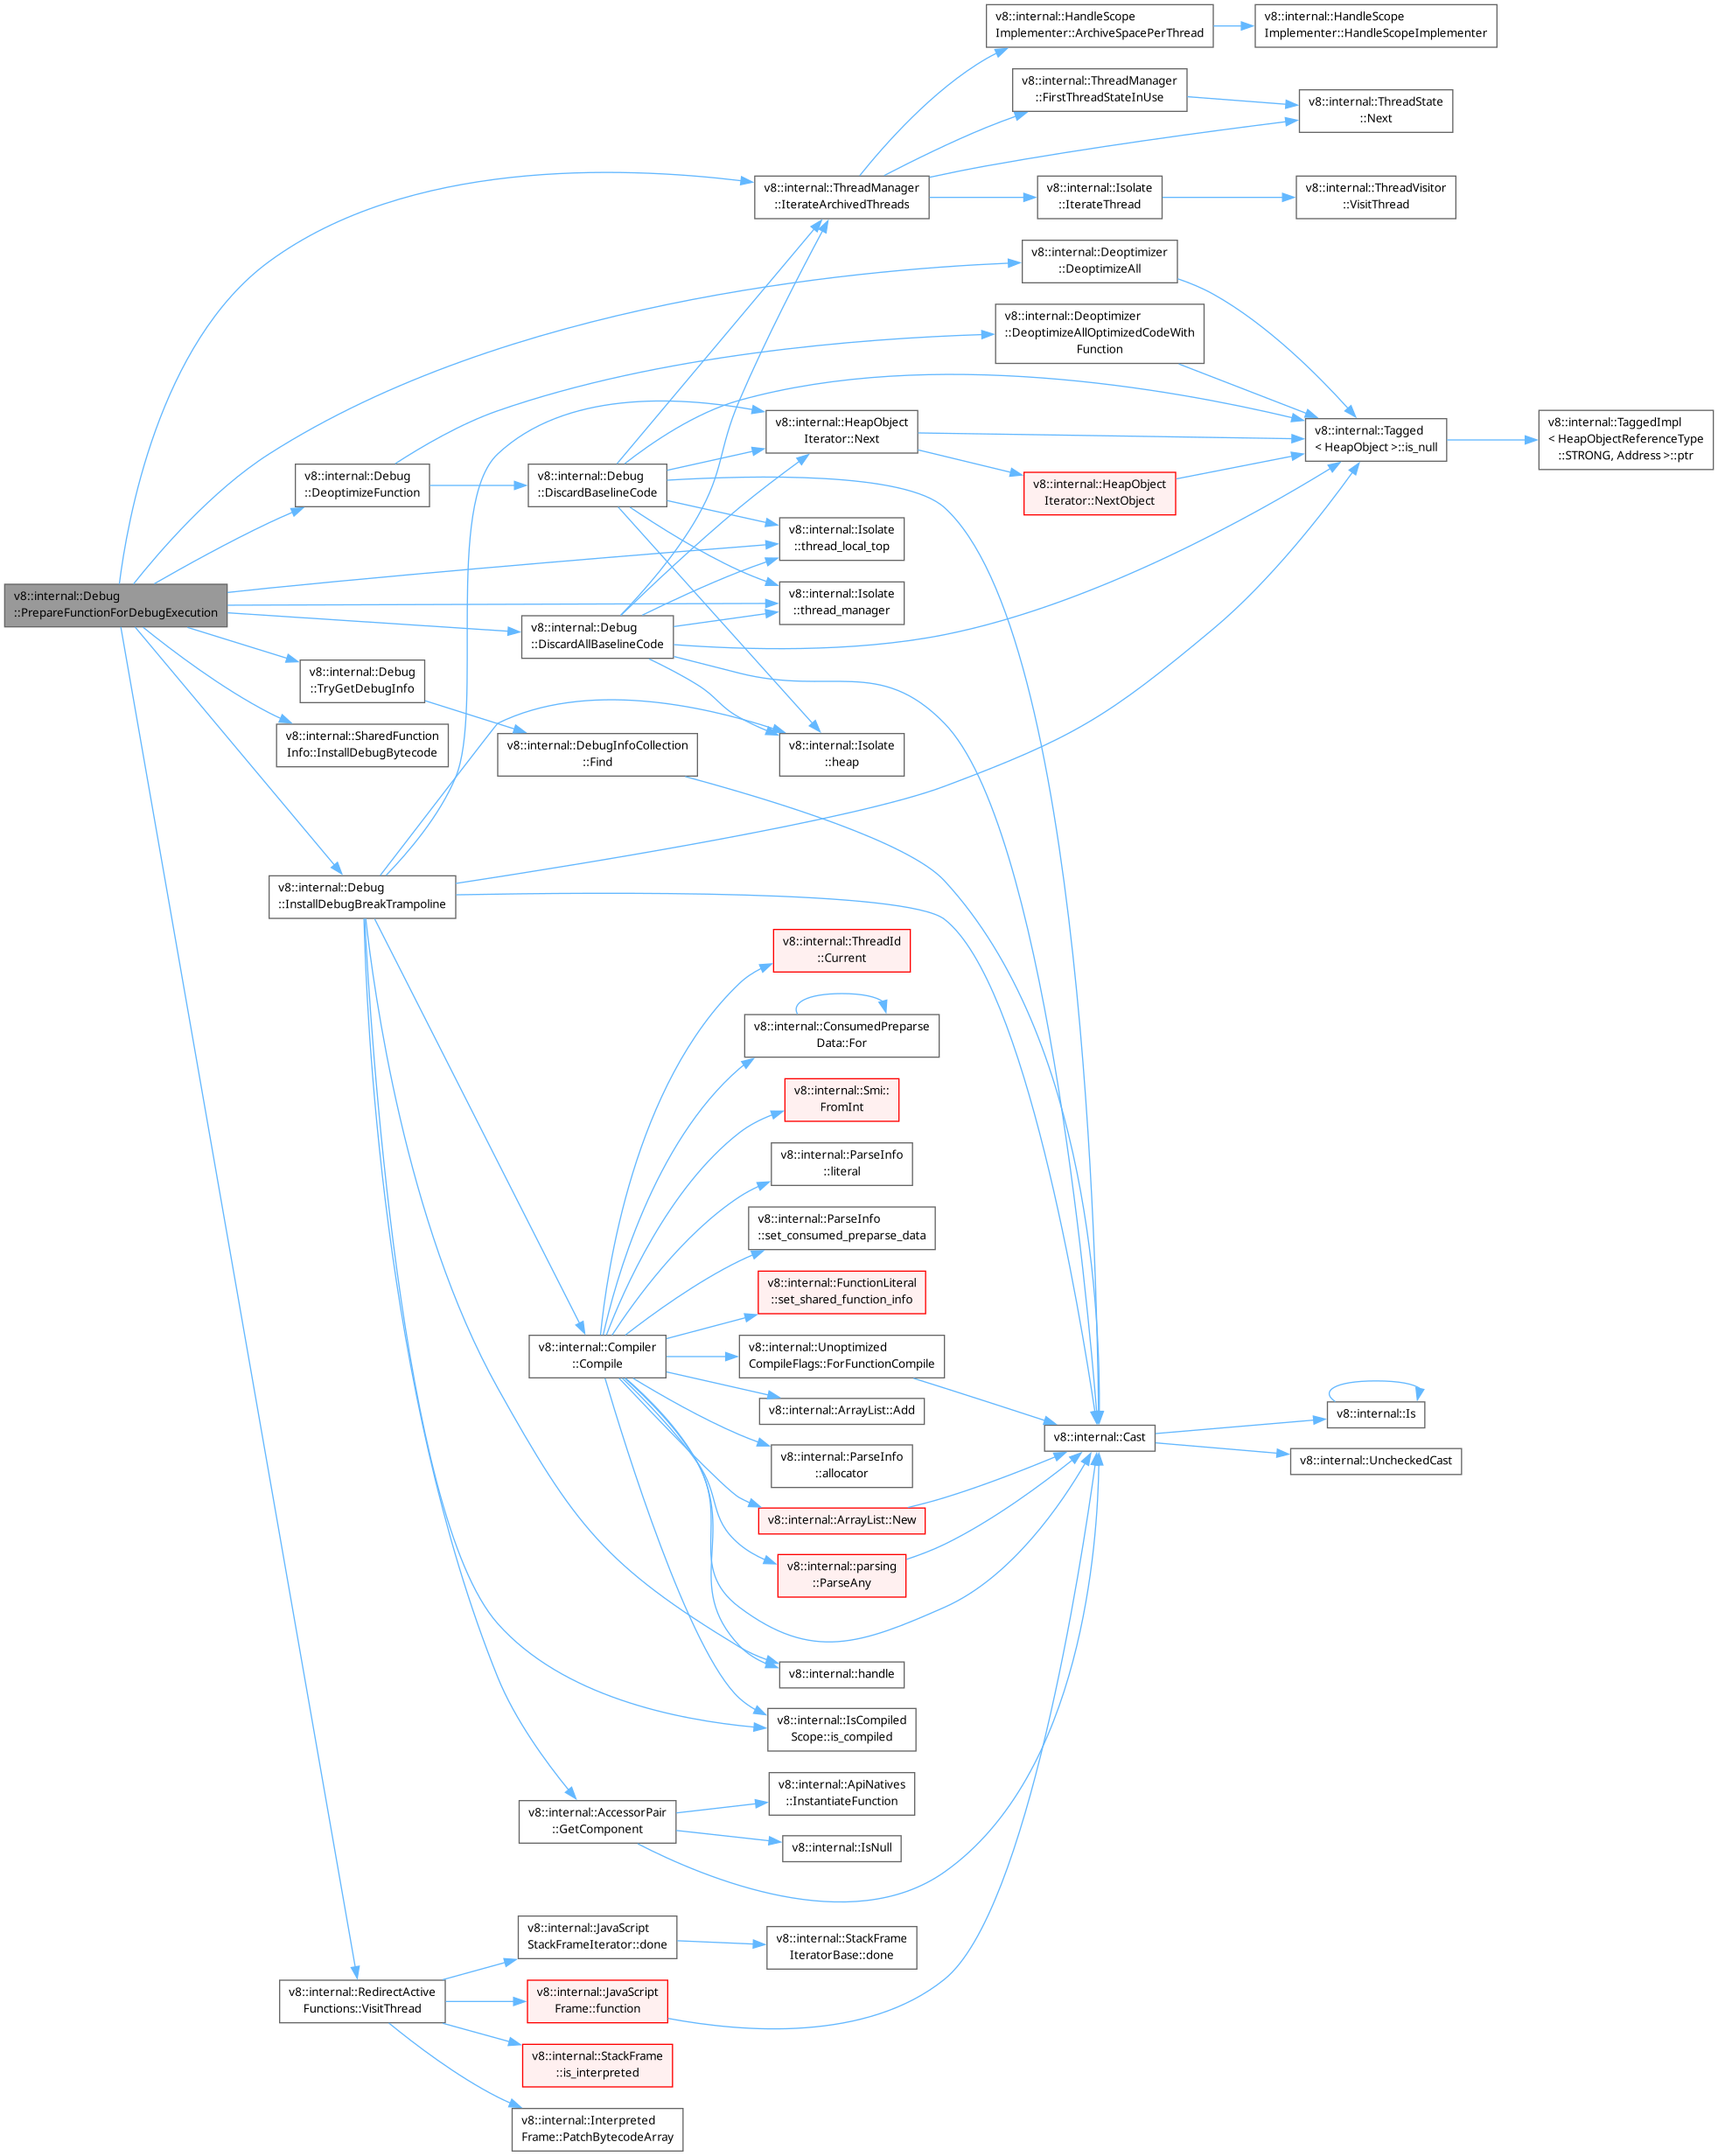 v8::internal::HandleScope
Implementer::ArchiveSpacePerThread
v8::internal::HandleScope
Implementer::HandleScopeImplementer
v8::internal::ThreadManager
::FirstThreadStateInUse
v8::internal::ThreadState
::Next
v8::internal::ThreadManager
::IterateArchivedThreads
v8::internal::Isolate
::IterateThread
v8::internal::ThreadVisitor
::VisitThread
v8::internal::Deoptimizer
::DeoptimizeAll
v8::internal::Deoptimizer
::DeoptimizeAllOptimizedCodeWith
Function
v8::internal::HeapObject
Iterator::Next
v8::internal::Tagged
< HeapObject >::is_null
v8::internal::TaggedImpl
< HeapObjectReferenceType
::STRONG, Address >::ptr
v8::internal::Debug
::DeoptimizeFunction
v8::internal::Debug
::DiscardBaselineCode
v8::internal::HeapObject
Iterator::NextObject
v8::internal::Isolate
::thread_local_top
v8::internal::Debug
::PrepareFunctionForDebugExecution
v8::internal::Isolate
::thread_manager
v8::internal::Debug
::DiscardAllBaselineCode
v8::internal::Debug
::TryGetDebugInfo
v8::internal::SharedFunction
Info::InstallDebugBytecode
v8::internal::DebugInfoCollection
::Find
v8::internal::Isolate
::heap
v8::internal::Debug
::InstallDebugBreakTrampoline
v8::internal::ThreadId
::Current
v8::internal::ConsumedPreparse
Data::For
v8::internal::Smi::
FromInt
v8::internal::ParseInfo
::literal
v8::internal::ParseInfo
::set_consumed_preparse_data
v8::internal::FunctionLiteral
::set_shared_function_info
v8::internal::Compiler
::Compile
v8::internal::Unoptimized
CompileFlags::ForFunctionCompile
v8::internal::ArrayList::Add
v8::internal::Is
v8::internal::Cast
v8::internal::UncheckedCast
v8::internal::ParseInfo
::allocator
v8::internal::ArrayList::New
v8::internal::parsing
::ParseAny
v8::internal::handle
v8::internal::IsCompiled
Scope::is_compiled
v8::internal::AccessorPair
::GetComponent
v8::internal::ApiNatives
::InstantiateFunction
v8::internal::IsNull
v8::internal::JavaScript
StackFrameIterator::done
v8::internal::StackFrame
IteratorBase::done
v8::internal::RedirectActive
Functions::VisitThread
v8::internal::JavaScript
Frame::function
v8::internal::StackFrame
::is_interpreted
v8::internal::Interpreted
Frame::PatchBytecodeArray